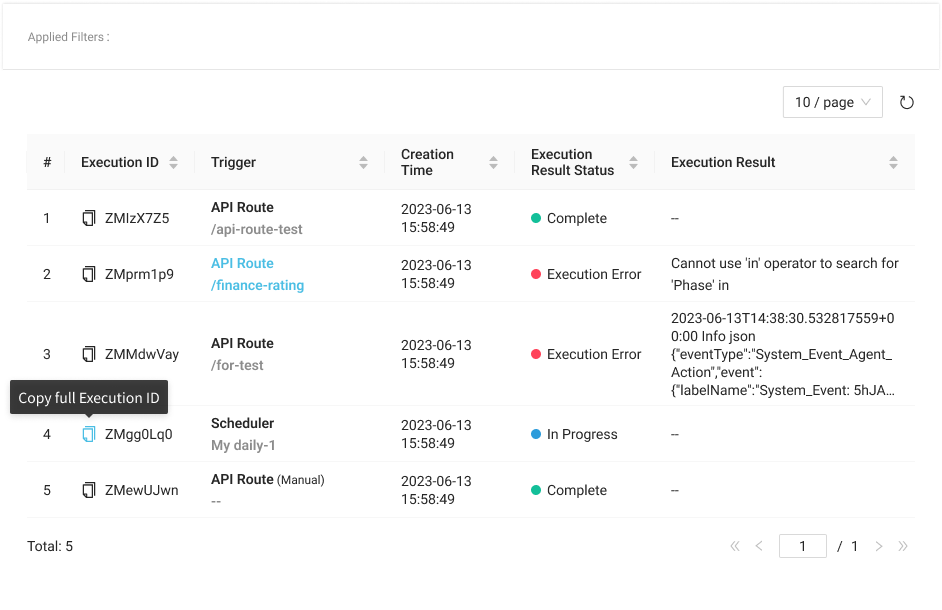 Applied Filters :
10 / page
# Execution ID Trigger Creation Time Execution Result Status Execution Result
1 ZMIzX7Z5 API Route /api-route-test 2023-06-13 15:58:49 Complete --
2 ZMprm1p9 API Route /finance-rating 2023-06-13 15:58:49 Execution Error Cannot use 'in' operator to search for 'Phase' in
3 ZMMdwVay API Route /for-test 2023-06-13 15:58:49 Execution Error 2023-06-13T14:38:30.532817559+00:00 Info json {"eventType":"System_Event_Agent_Action","event":{"labelName":"System_Event: 5hJA...
Copy full Execution ID
4 ZMgg0Lq0 Scheduler My daily-1 2023-06-13 15:58:49 In Progress --
5 ZMewUJwn API Route (Manual) -- 2023-06-13 15:58:49 Complete --
Total: 5 « < 1 / 1 > »